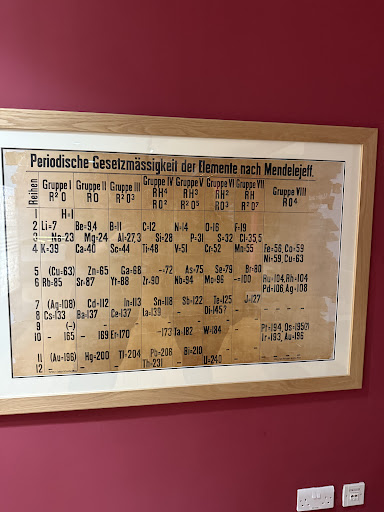 Periodische Gesetzmässigkeit der Elemente nach Mendelejeff.
Reihen Gruppe I Gruppe II Gruppe III Gruppe IV Gruppe V Gruppe VI Gruppe VII Gruppe VIII
RH⁴ RH³ RH² RH
R²O RO R²O³ RO² R²O⁵ RO³ R²O⁷ RO⁴
1 H=1
2 Li=7 Be=9,4 B=11 C=12 N=14 O=16 F=19
3 Na=23 Mg=24 Al=27,3 Si=28 P=31 S=32 Cl=35,5
4 K=39 Ca=40 Sc=44 Ti=48 V=51 Cr=52 Mn=55 Fe=56, Co=59
Ni=59, Cu=63
5 (Cu=63) Zn=65 Ga=68 -=72 As=75 Se=79 Br=80
6 Rb=85 Sr=87 Yt=88 Zr=90 Nb=94 Mo=96 -=100 Ru=104, Rh=104
Pd=106, Ag=108
7 (Ag=108) Cd=112 In=113 Sn=118 Sb=122 Te=125 J=127
8 Cs=133 Ba=137 Ce=137 La=139 - Di=145? - -
9 (-) - - - - - -
10 - 165 - 169 Er=170 -173 Ta=182 W=184 - Pt=194, Os=195(?)
Ir=193, Au=196
11 (Au=196) Hg=200 Tl=204 Pb=206 Bi=210 - -
12 - - - Th=231 - U=240 - -